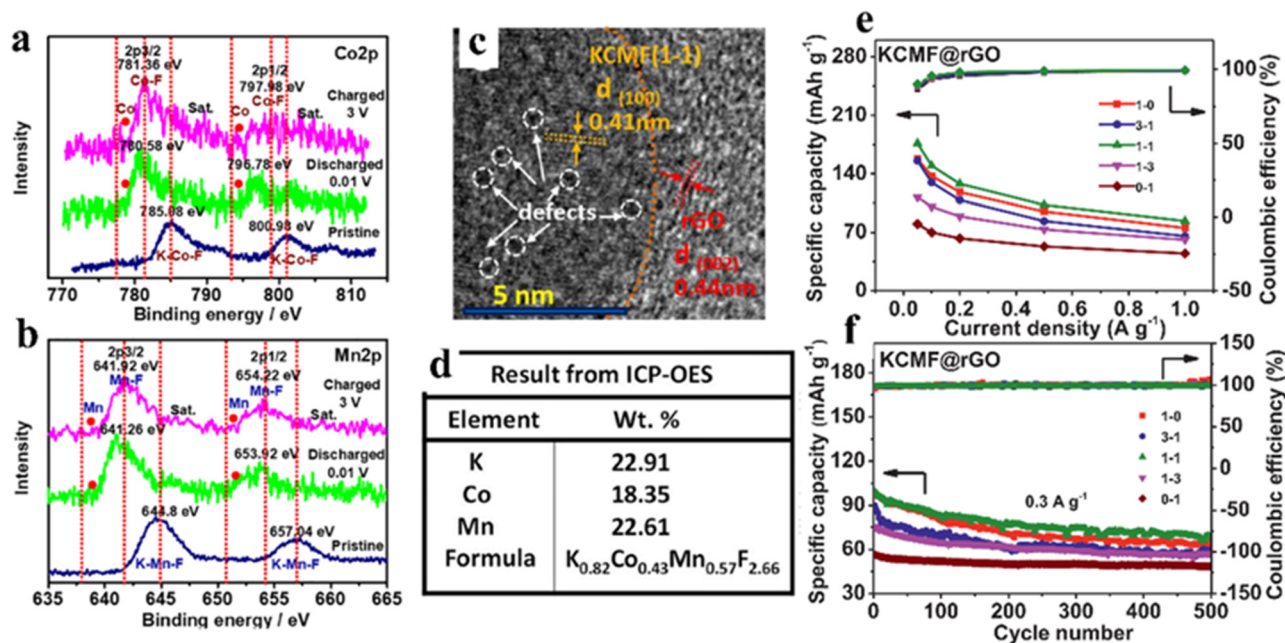 a
Co2p
2p3/2
781.36 eV
Co-F
Co
Sat.
2p1/2
797.98 eV
Co
Co-F
Sat.
Charged
3 V
780.58 eV
796.78 eV
Discharged
0.01 V
785.08 eV
800.98 eV
Pristine
K-Co-F
K-Co-F
Intensity
770 780 790 800 810
Binding energy / eV
b
Mn2p
2p3/2
641.92 eV
Mn-F
Mn
Sat.
2p1/2
654.22 eV
Mn
Mn-F
Sat.
Charged
3 V
641.26 eV
653.92 eV
Discharged
0.01 V
644.8 eV
657.04 eV
Pristine
K-Mn-F
K-Mn-F
Intensity
635 640 645 650 655 660 665
Binding energy / eV
c
KCMF(1-1)
d (100)
0.41nm
defects
rGO
d (002)
0.44nm
5 nm
d
Result from ICP-OES
Element Wt. %
K 22.91
Co 18.35
Mn 22.61
Formula K0.82Co0.43Mn0.57F2.66
e
KCMF@rGO
1-0
3-1
1-1
1-3
0-1
Specific capacity (mAh g-1)
280
210
140
70
0
Coulombic efficiency (%)
100
50
0
-50
0.0 0.2 0.4 0.6 0.8 1.0
Current density (A g-1)
f
KCMF@rGO
1-0
3-1
1-1
1-3
0-1
0.3 A g-1
Specific capacity (mAh g-1)
180
150
120
90
60
30
Coulombic efficiency (%)
150
100
50
0
-50
-100
-150
0 100 200 300 400 500
Cycle number